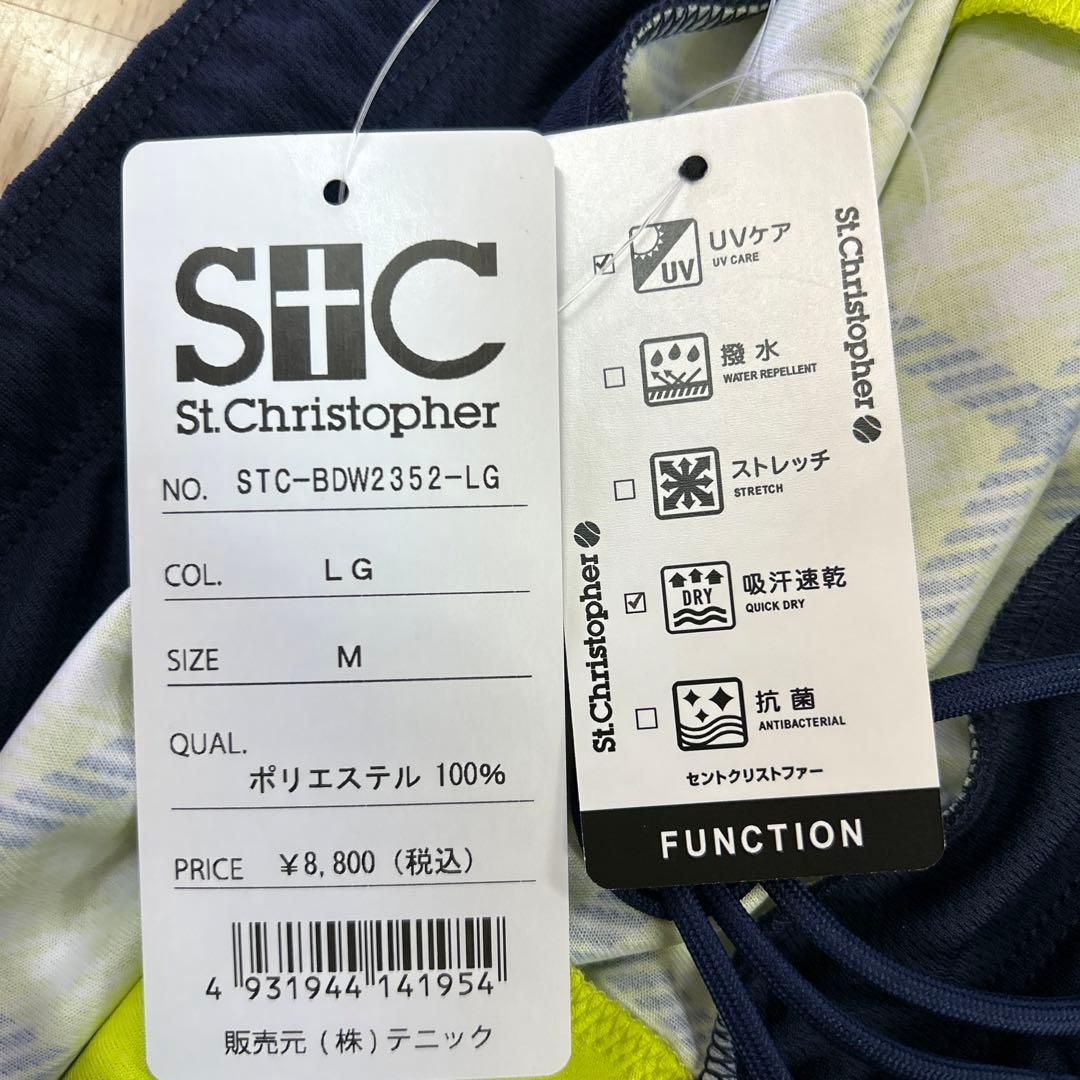 STC
St.Christopher
NO. STC-BDW2352-LG
COL. LG
SIZE M
QUAL.
ポリエステル 100%
PRICE ¥8,800 (税込)
4 931944 141954
販売元 (株) テニック
UV
UVケア
UV CARE
撥水
WATER REPELLENT
ストレッチ
STRETCH
DRY
吸汗速乾
QUICK DRY
抗菌
ANTIBACTERIAL
St.Christopher
St.Christopher
セントクリストファー
FUNCTION